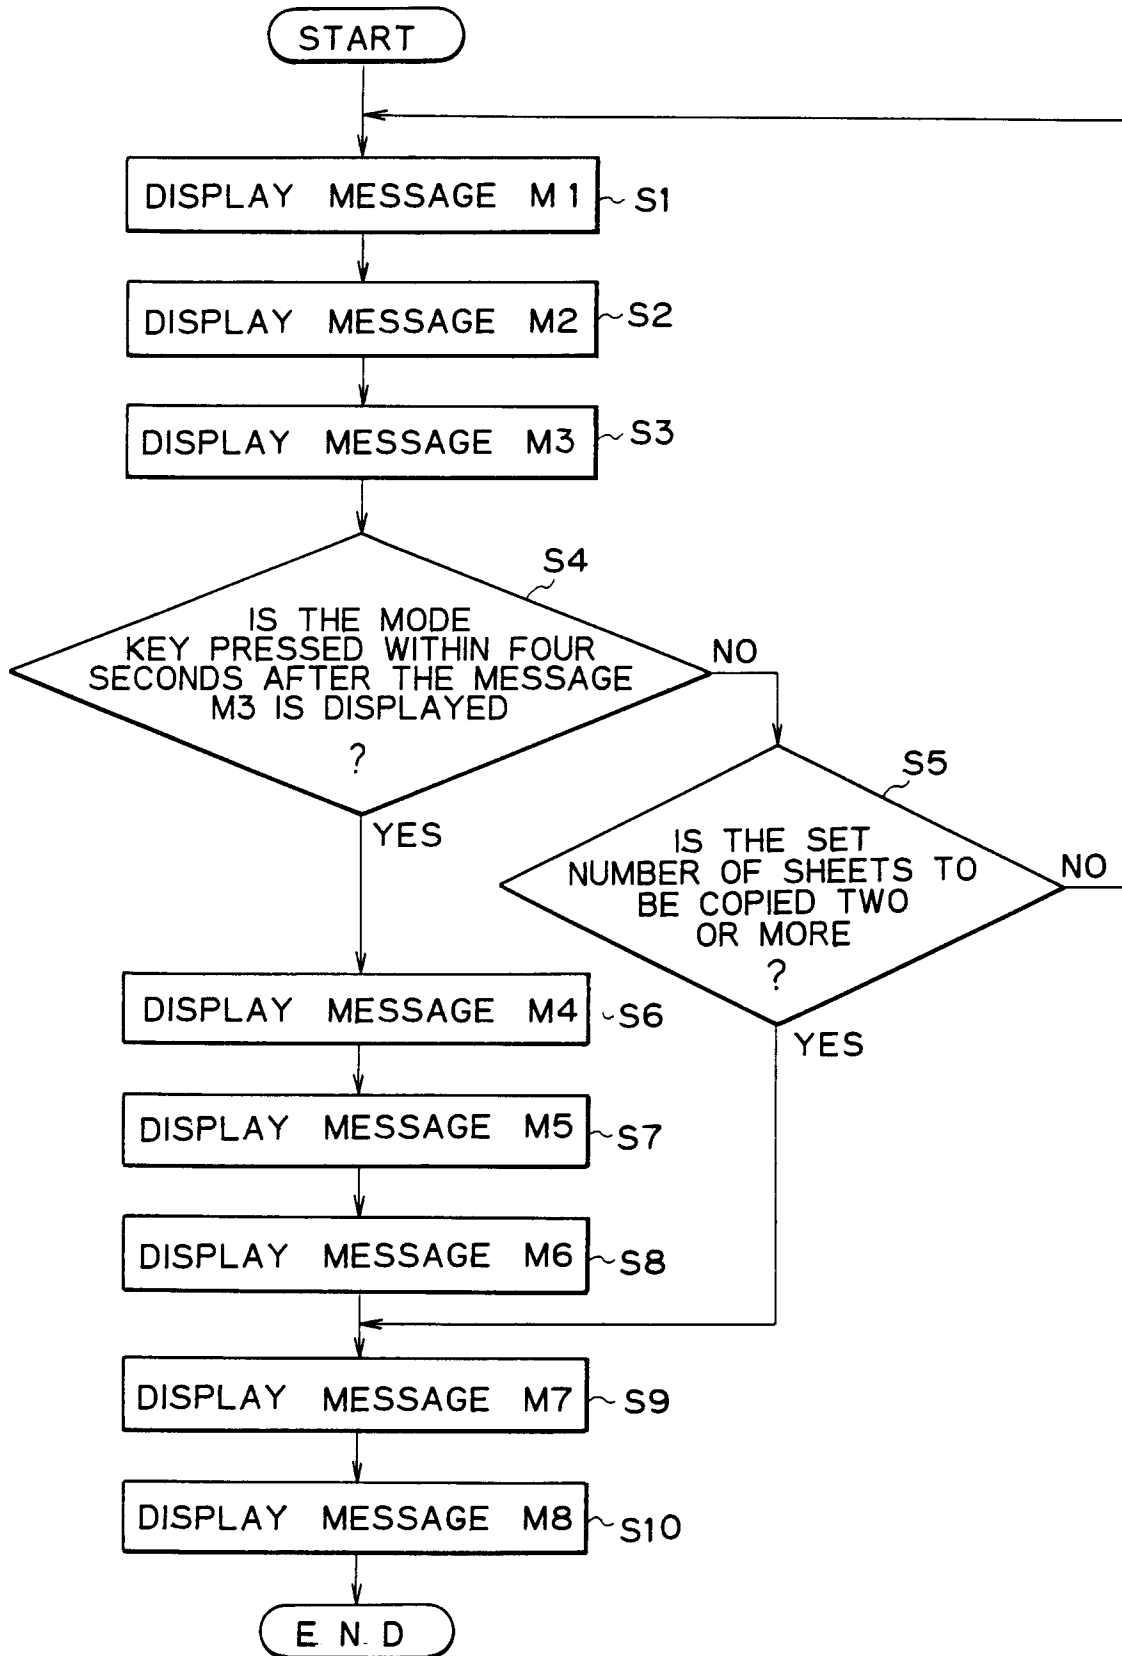 START
DISPLAY MESSAGE M1
S1
DISPLAY MESSAGE M2
S2
DISPLAY MESSAGE M3
S3
S4
IS THE MODE
KEY PRESSED WITHIN FOUR
SECONDS AFTER THE MESSAGE
M3 IS DISPLAYED
?
NO
YES
S5
IS THE SET
NUMBER OF SHEETS TO
BE COPIED TWO
OR MORE
?
NO
YES
DISPLAY MESSAGE M4
S6
DISPLAY MESSAGE M5
S7
DISPLAY MESSAGE M6
S8
DISPLAY MESSAGE M7
S9
DISPLAY MESSAGE M8
S10
END